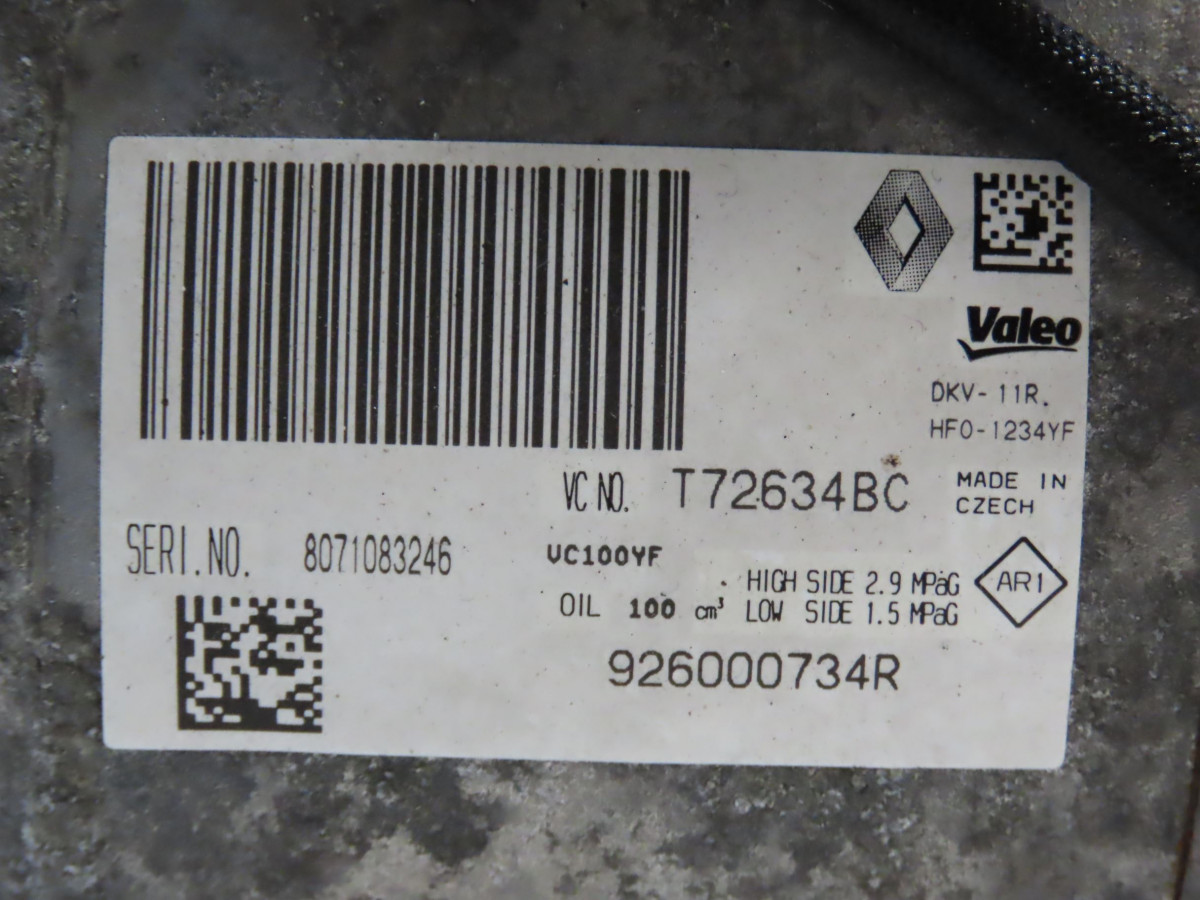 Valeo
DKV-11R.
HFO-1234YF
VC NO. T72634BC
MADE IN
CZECH
SERI.NO. 8071083246
VC100YF
HIGH SIDE 2.9 MPaG
AR1
OIL 100 cm³ LOW SIDE 1.5 MPaG
926000734R